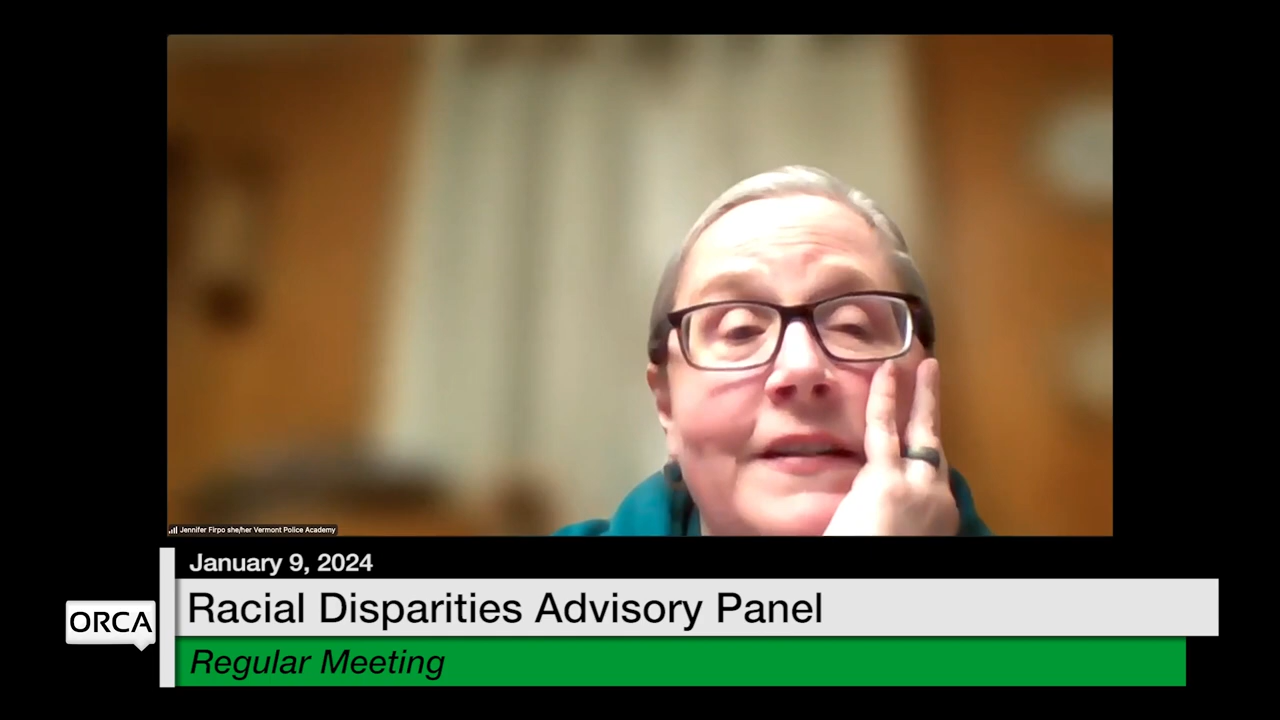 Jennifer Firpo she/her Vermont Police Academy
January 9, 2024
Racial Disparities Advisory Panel
ORCA
Regular Meeting